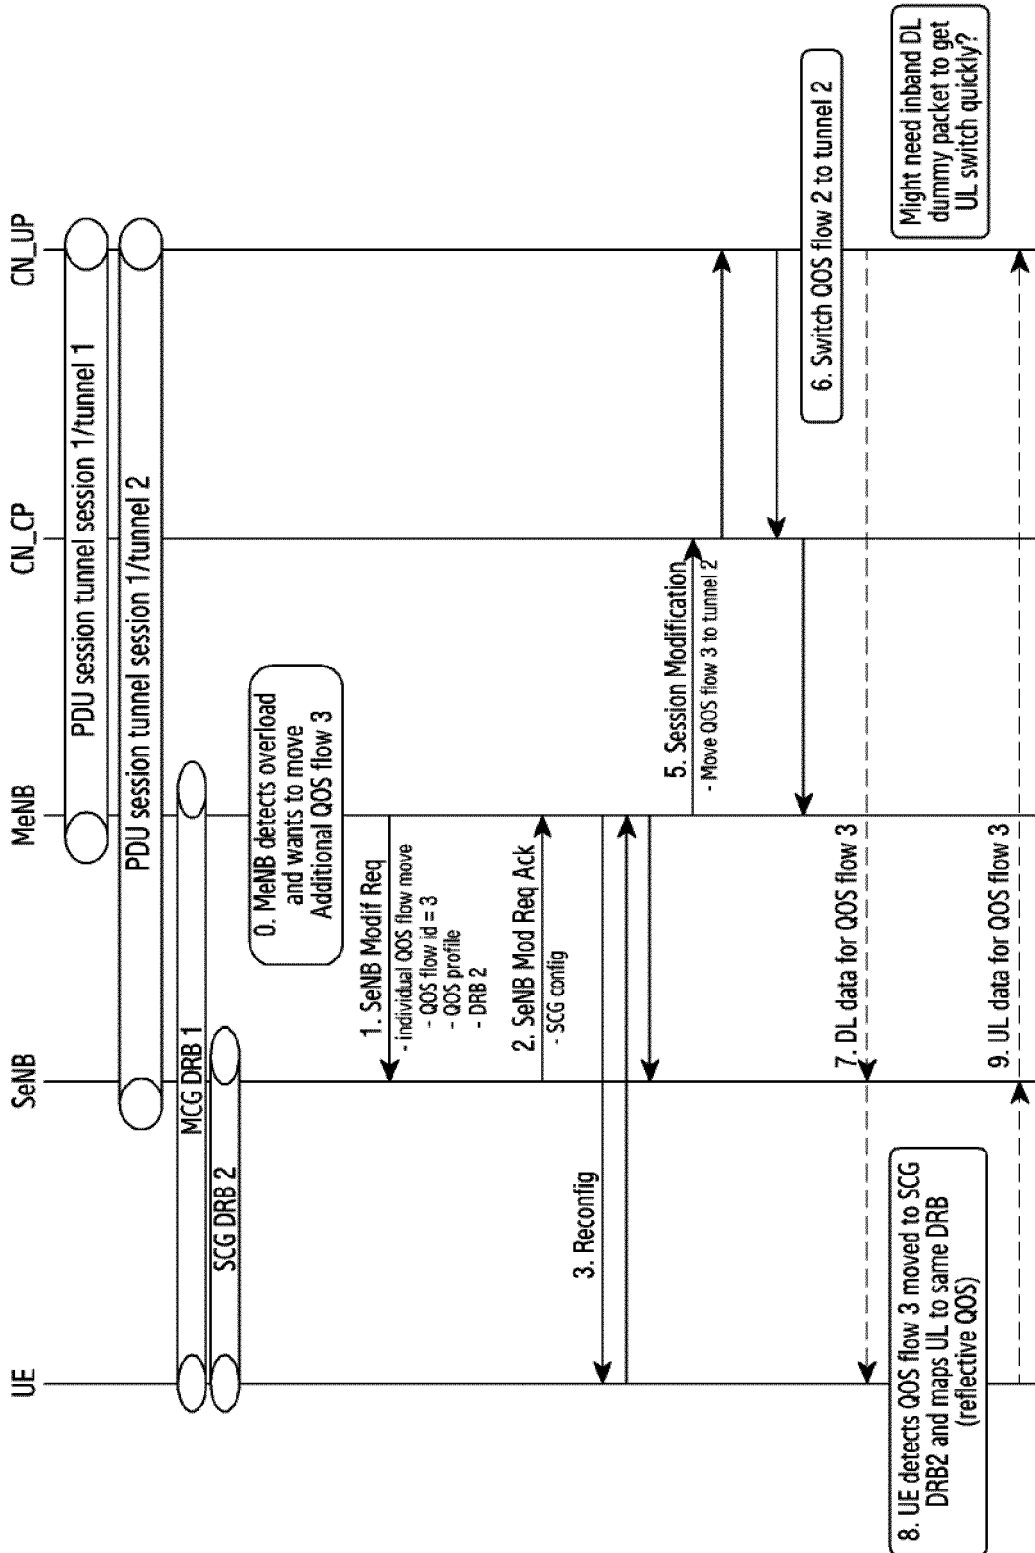 UE
SeNB
MeNB
CN_CP
CN_UP
PDU session tunnel session 1/tunnel 1
PDU session tunnel session 1/tunnel 2
MCG DRB 1
SCG DRB 2
0. MeNB detects overload
and wants to move
Additional QOS flow 3
1. SeNB Modif Req
- individual QOS flow move
- QOS flow id = 3
- QOS profile
- DRB 2
2. SeNB Mod Req Ack
- SCG config
3. Reconfig
5. Session Modification
- Move QOS flow 3 to tunnel 2
6. Switch QOS flow 2 to tunnel 2
7. DL data for QOS flow 3
8. UE detects QOS flow 3 moved to SCG
DRB2 and maps UL to same DRB
(reflective QOS)
Might need inband DL
dummy packet to get
UL switch quickly?
9. UL data for QOS flow 3